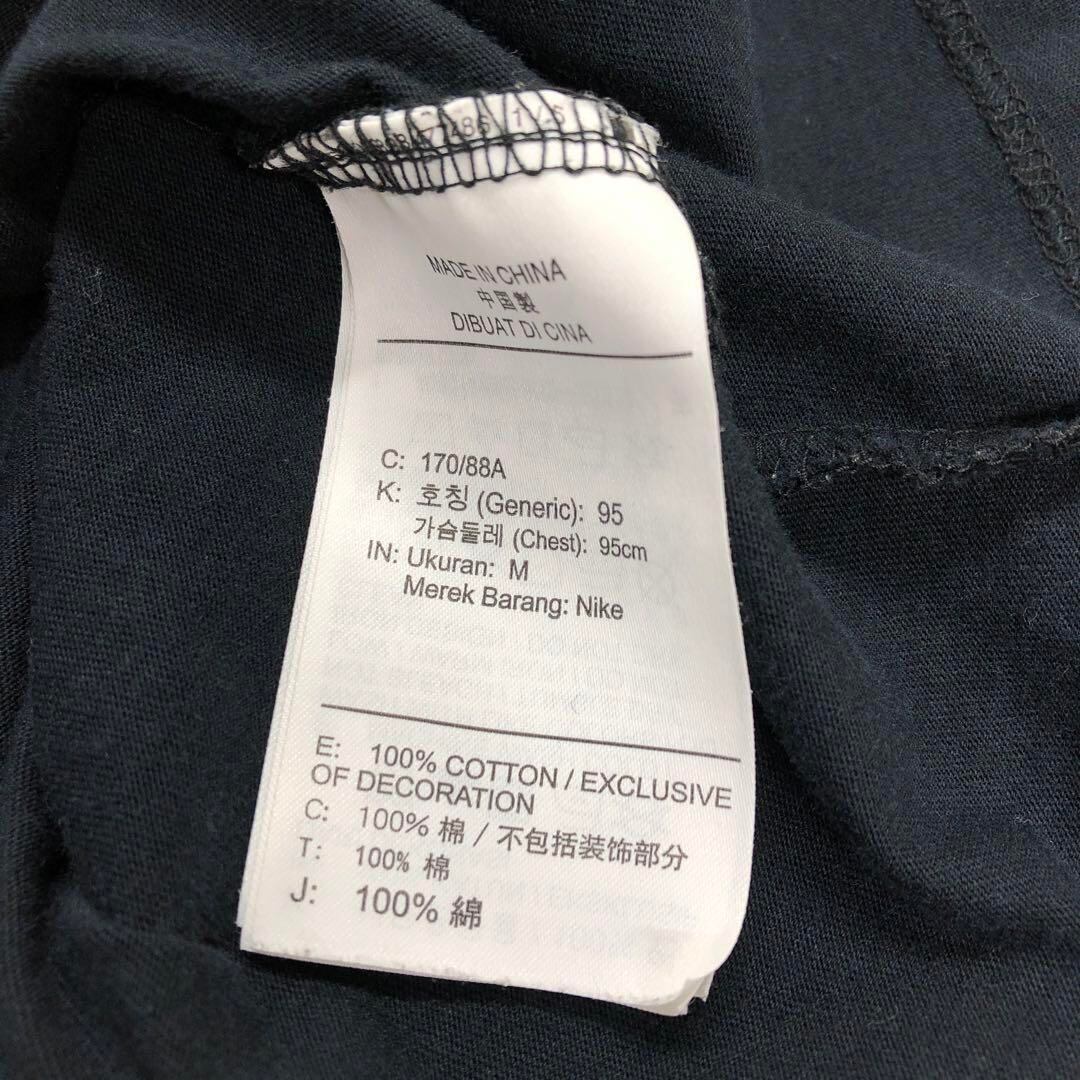 MADE IN CHINA
中国製
DIBUAT DI CINA
C: 170/88A
K: 호칭 (Generic): 95
가슴둘레 (Chest): 95cm
IN: Ukuran: M
Merek Barang: Nike
E: 100% COTTON / EXCLUSIVE
OF DECORATION
C: 100% 棉 / 不包括装饰部分
T: 100% 棉
J: 100% 綿